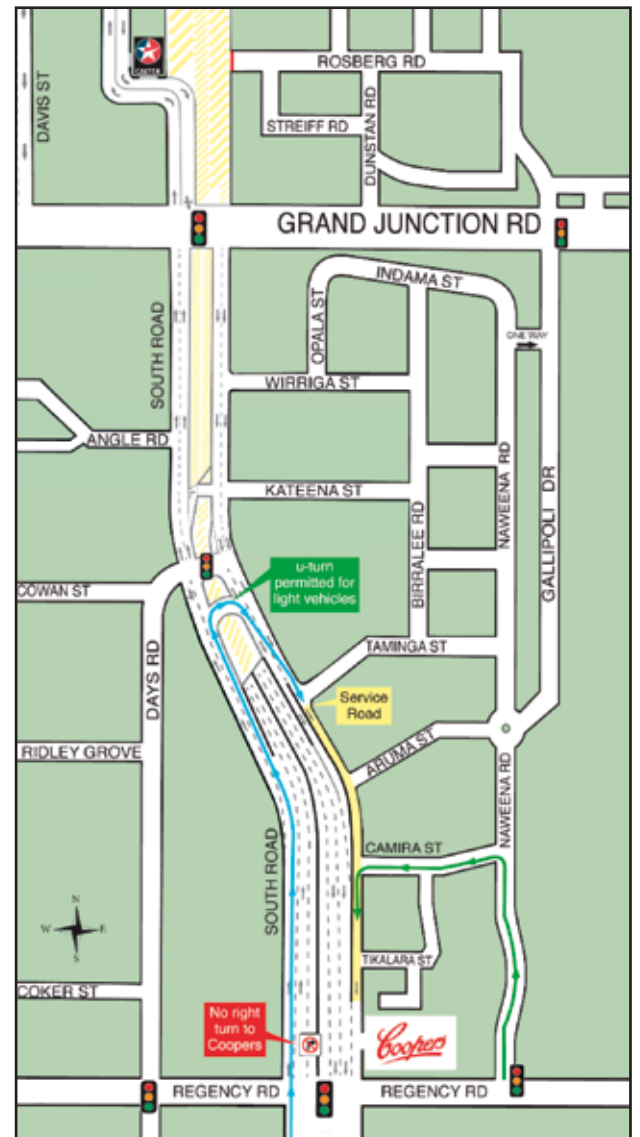 CALTEX
ROSBERG RD
DAVIS ST
STREIFF RD
DUNSTAN RD
GRAND JUNCTION RD
INDAMA ST
OPALA ST
SOUTH ROAD
ONE WAY
WIRRIGA ST
ANGLE RD
NAWEENA RD
GALLIPOLI DR
KATEENA ST
BIRRALEE RD
u-turn
permitted for
light vehicles
COWAN ST
DAYS RD
TAMINGA ST
Service
Road
RIDLEY GROVE
ARUMA ST
NAWEENA RD
SOUTH ROAD
CAMIRA ST
N
W
E
S
TIKALARA ST
COKER ST
No right
turn to
Coopers
Coopers
REGENCY RD
REGENCY RD